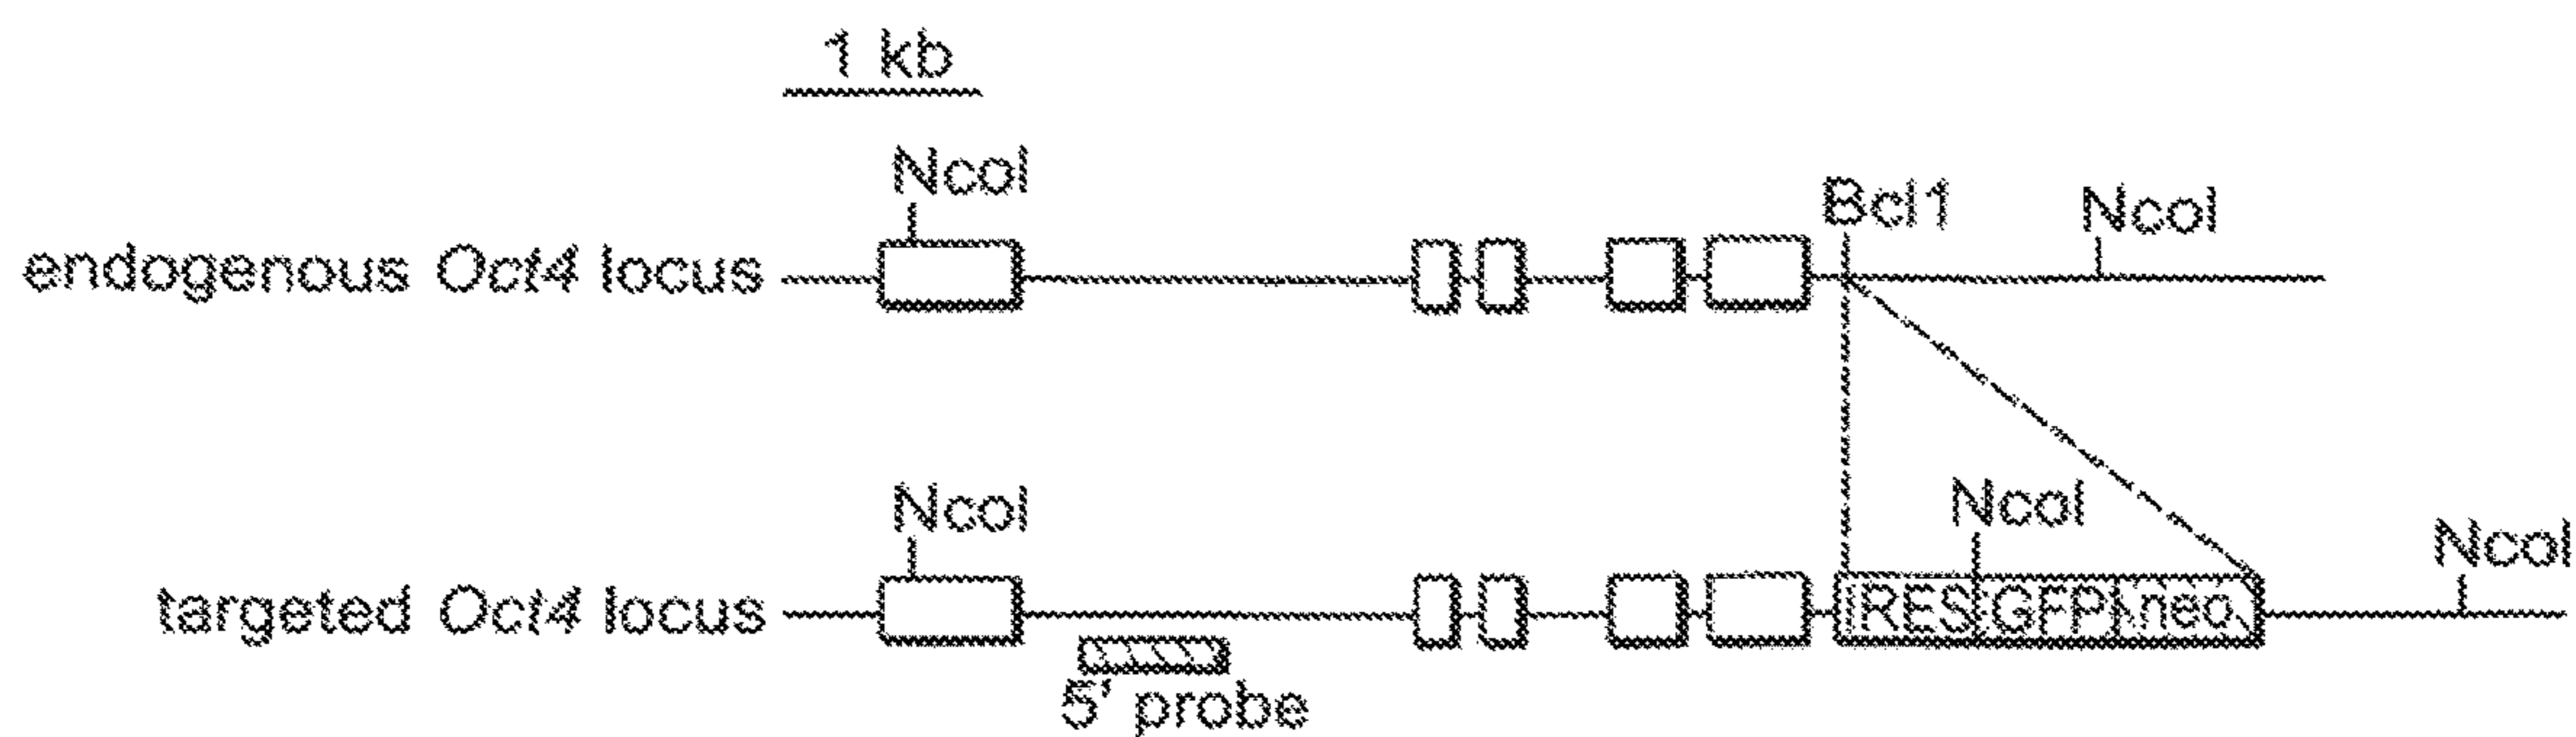 1 kb
NcoI
Bcl1
NcoI
endogenous Oct4 locus
NcoI
NcoI
NcoI
targeted Oct4 locus
IRES GFP neo
5' probe